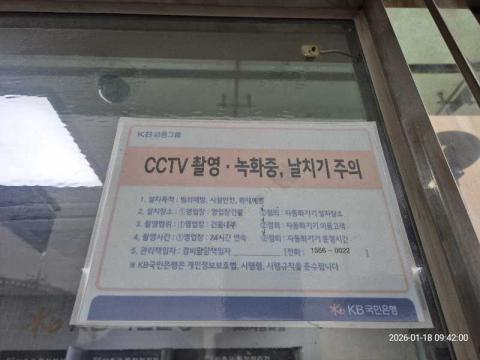 KB금융그룹
CCTV 촬영 · 녹화중, 날치기 주의
1. 설치목적 : 범죄예방, 시설안전, 화재예방
2. 설치장소 : ①영업장 : 영업장건물 ②점외 : 자동화기기 설치장소
3. 촬영범위 : ①영업장 : 건물내부 ②점외 : 자동화기기 이용고객
4. 촬영시간 : ①영업장 : 24시간 연속 ②점외 : 자동화기기 운영시간
5. 관리책임자 : 경비담당책임자 [전화 : 1566-0022 ]
※ KB국민은행은 개인정보보호법, 시행령, 시행규칙을 준수합니다
KB국민은행
2026-01-18 09:42:00